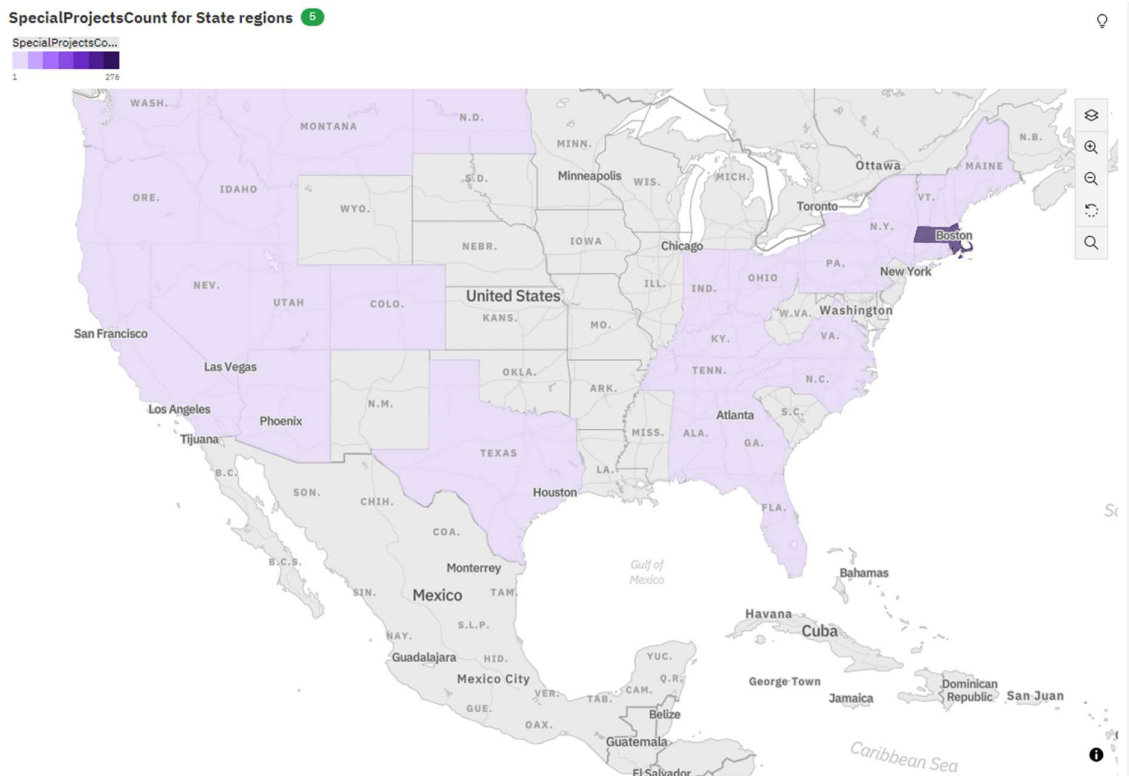 SpecialProjectsCount for State regions 5
SpecialProjectsCo...
1 276
WASH.
MONTANA
N.D.
MINN.
N.B.
ORE.
IDAHO
S.D.
Minneapolis
WIS.
MICH.
Ottawa
MAINE
WYO.
Toronto
VT.
N.Y.
Boston
NEBR.
IOWA
Chicago
NEV.
UTAH
COLO.
United States
KANS.
ILL.
IND.
OHIO
PA.
New York
San Francisco
MO.
W.VA.
Washington
KY.
VA.
Las Vegas
OKLA.
ARK.
TENN.
N.C.
Los Angeles
Phoenix
N.M.
Atlanta
S.C.
Tijuana
MISS.
ALA.
GA.
B.C.
TEXAS
LA.
SON.
CHIH.
Houston
FLA.
COA.
B.C.S.
Monterrey
Gulf of
Mexico
Bahamas
SIN.
Mexico
TAM.
Havana
Cuba
NAY.
S.L.P.
Guadalajara
HID.
YUC.
Mexico City
Q.R.
George Town
Dominican
Republic
San Juan
VER.
TAB.
CAM.
Jamaica
GUE.
OAX.
Belize
Guatemala
El Salvador
Caribbean Sea